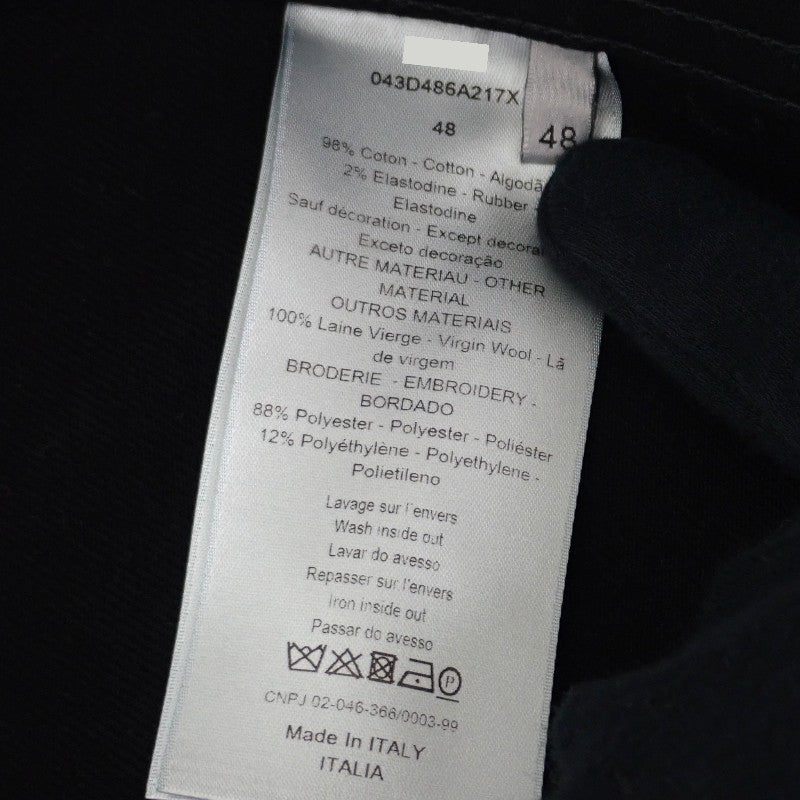 043D486A217X
48
48
98% Coton - Cotton - Algodã
2% Elastodine - Rubber -
Elastodine
Sauf décoration - Except decora
Exceto decoração
AUTRE MATERIAU - OTHER
MATERIAL
OUTROS MATERIAIS
100% Laine Vierge - Virgin Wool - Lã
de virgem
BRODERIE - EMBROIDERY -
BORDADO
88% Polyester - Polyester - Poliéster
12% Polyéthylène - Polyethylene -
Polietileno
Lavage sur l'envers
Wash inside out
Lavar do avesso
Repasser sur l'envers
Iron inside out
Passar do avesso
P
CNPJ 02-046-366/0003-99
Made In ITALY
ITALIA